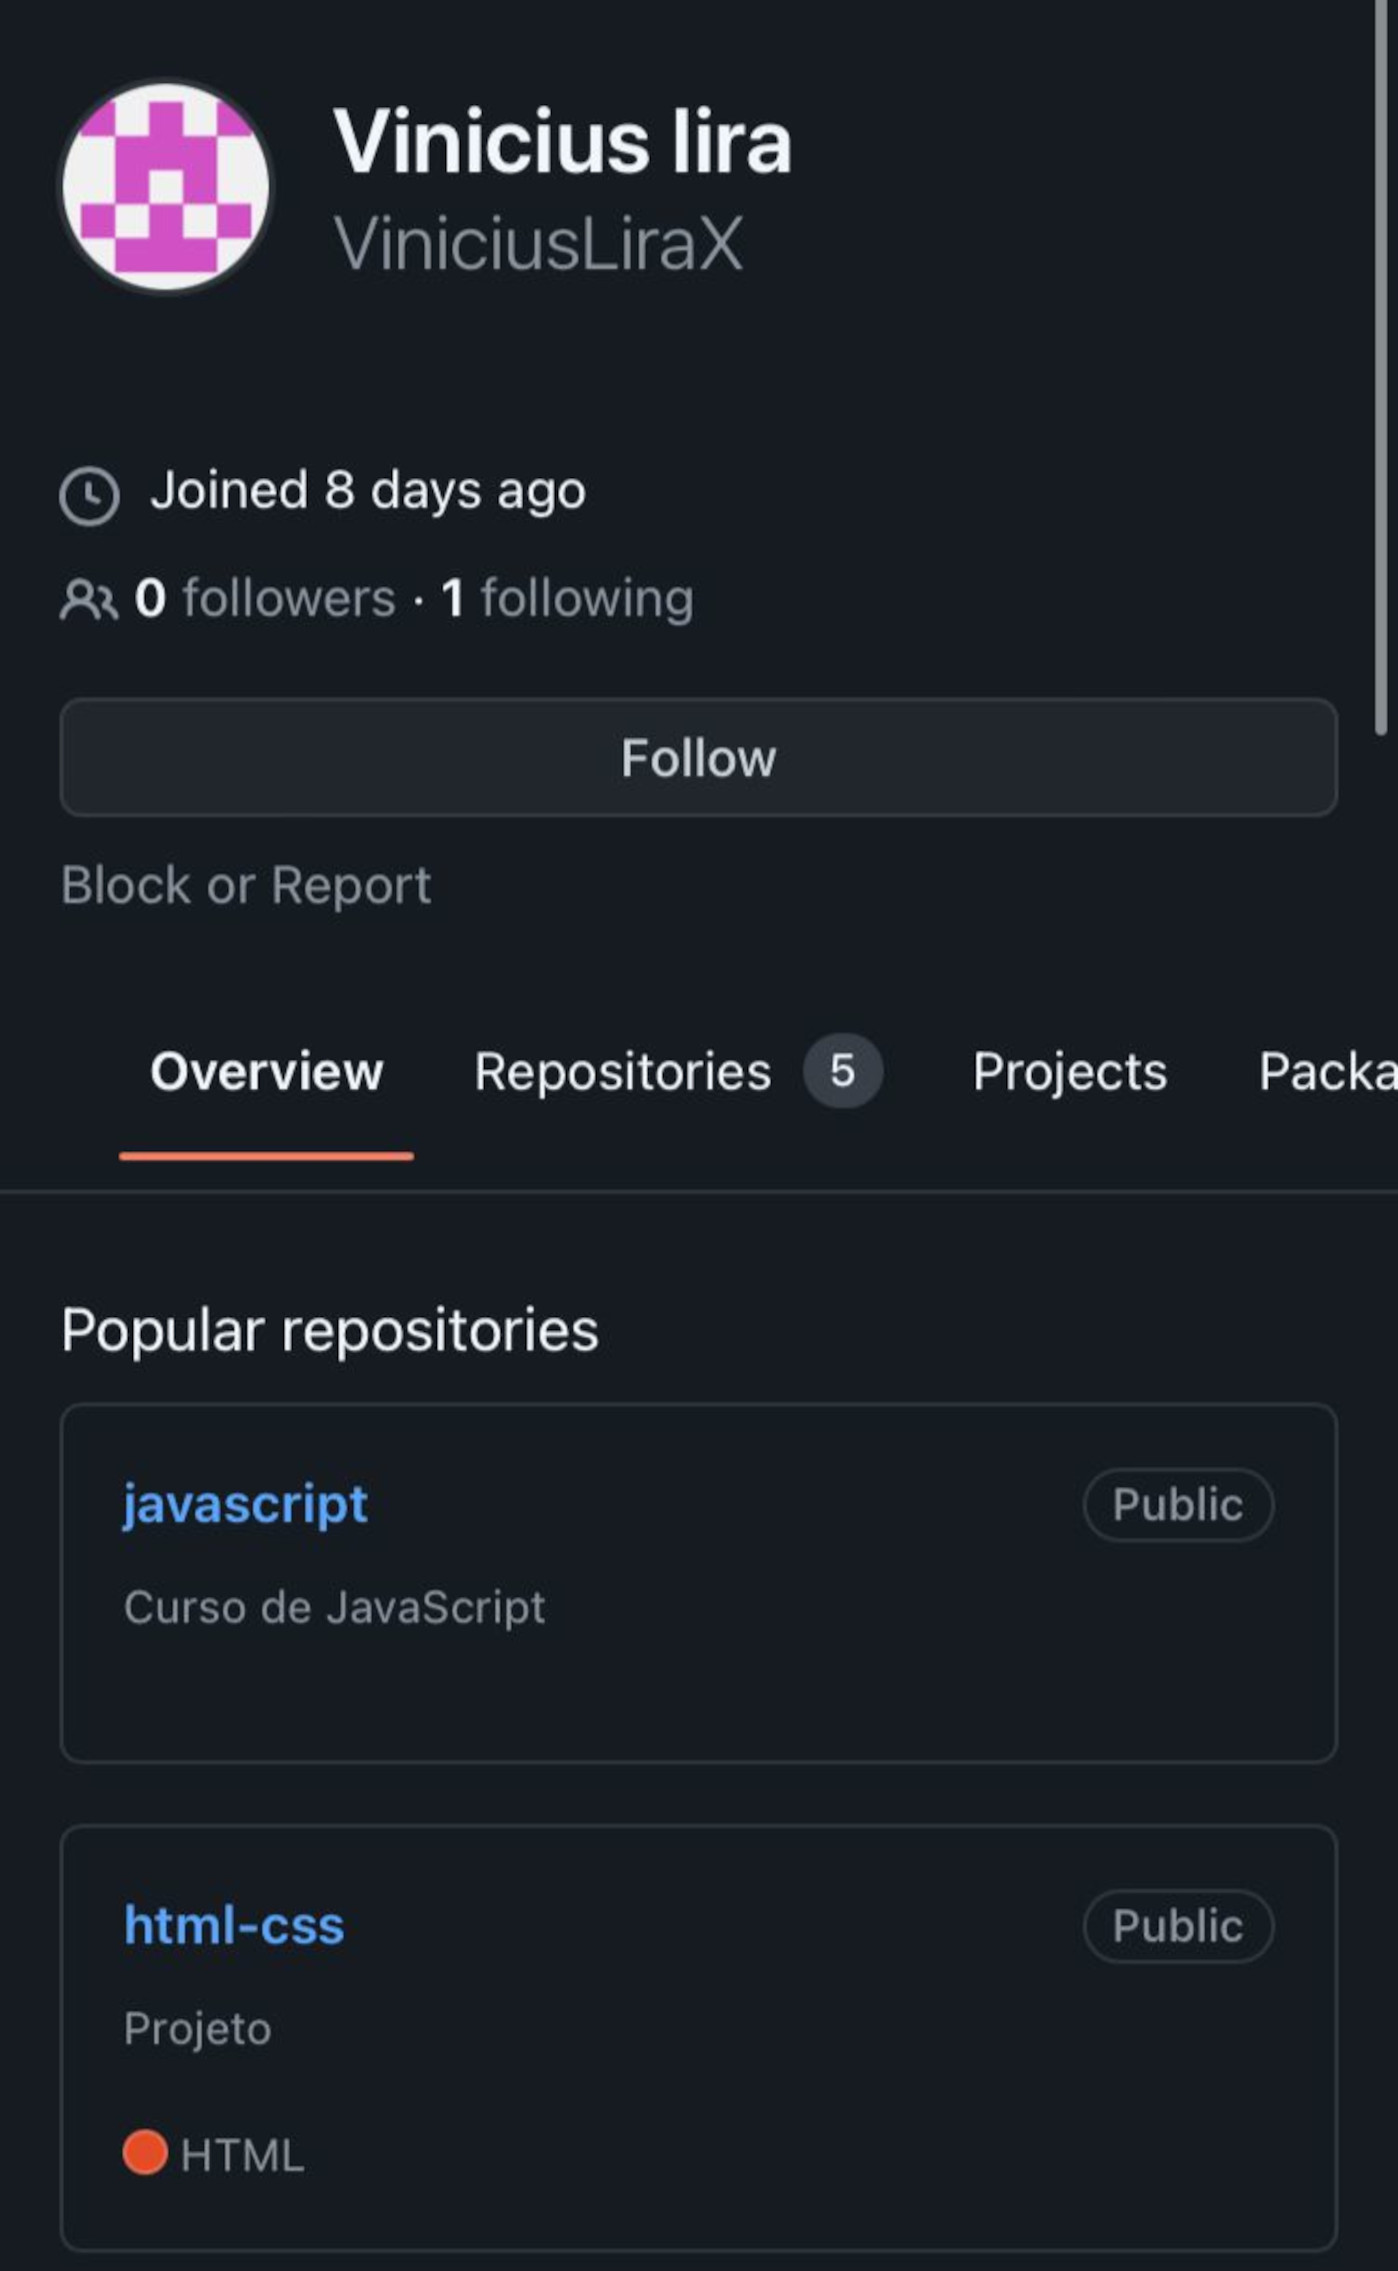 Vinicius lira
ViniciusLiraX
Joined 8 days ago
0 followers · 1 following
Follow
Block or Report
Overview Repositories 5 Projects Packa
Popular repositories
javascript Public
Curso de JavaScript
html-css Public
Projeto
HTML